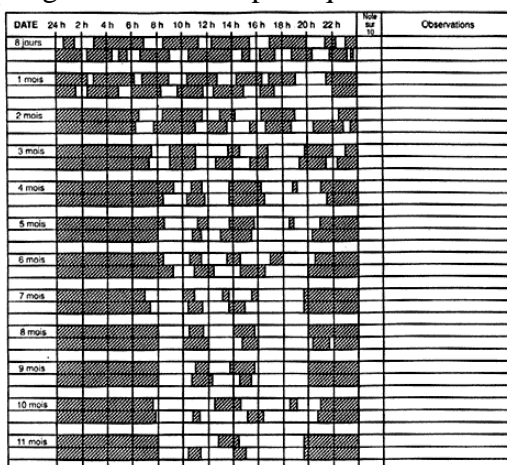 DATE 24 h 2 h 4 h 6 h 8 h 10 h 12 h 14 h 16 h 18 h 20 h 22 h Note sur 10 Observations
8 jours
1 mois
2 mois
3 mois
4 mois
5 mois
6 mois
7 mois
8 mois
9 mois
10 mois
11 mois